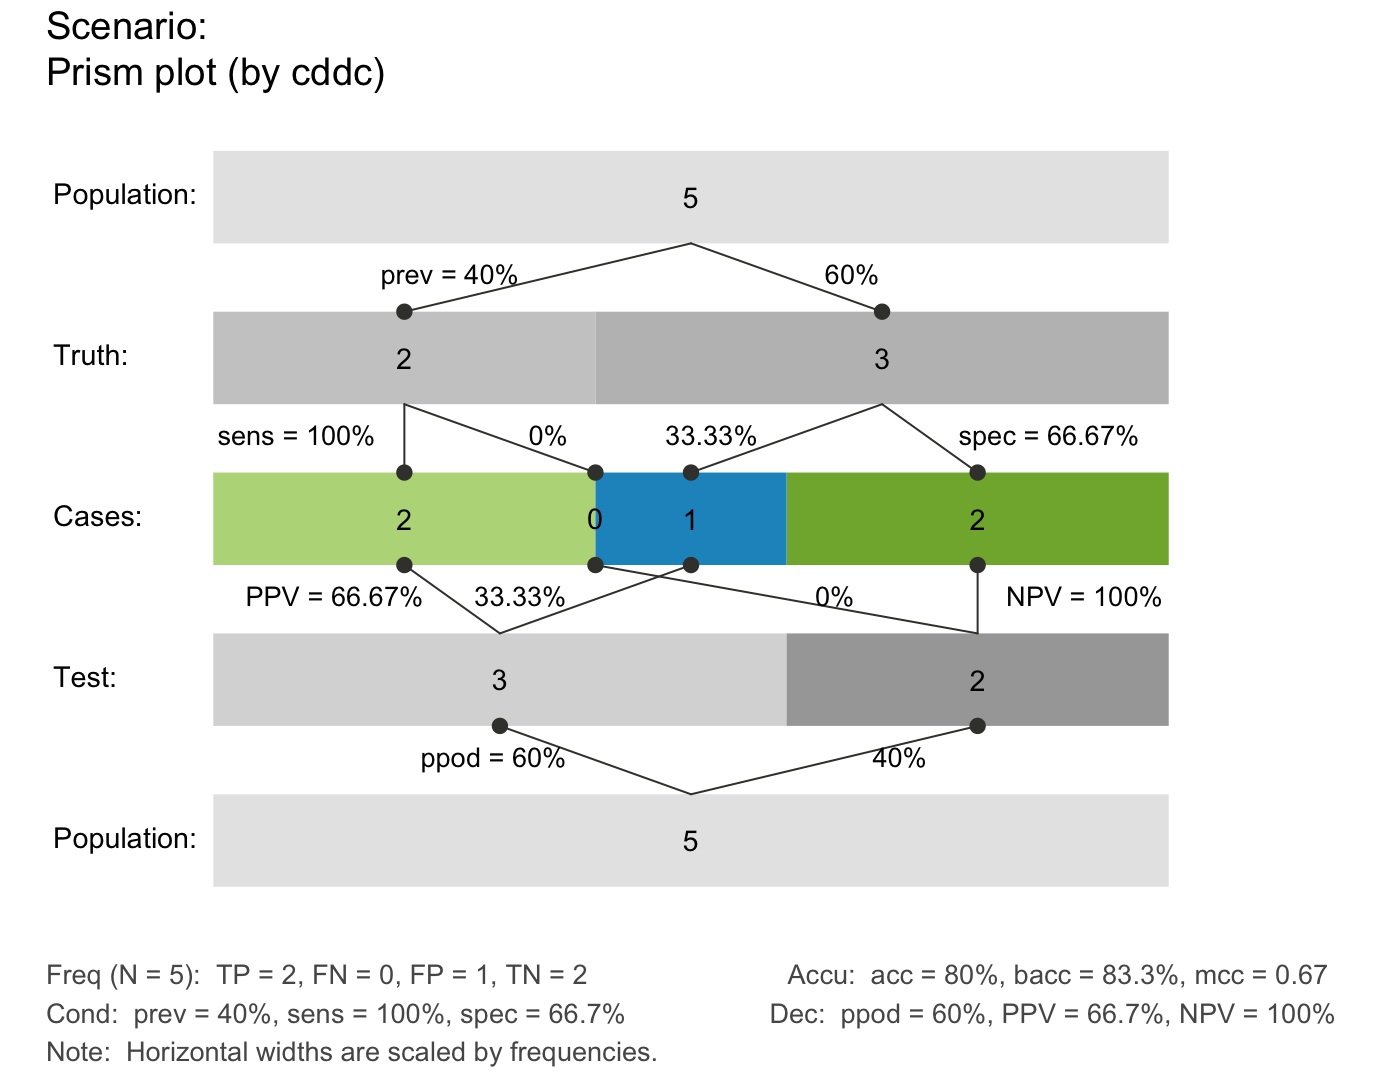 Scenario:
Prism plot (by cddc)
Population:
5
prev = 40%
60%
Truth:
2
3
sens = 100%
0%
33.33%
spec = 66.67%
Cases:
2
0
1
2
PPV = 66.67%
33.33%
0%
NPV = 100%
Test:
3
2
ppod = 60%
40%
Population:
5
Freq (N = 5):  TP = 2, FN = 0, FP = 1, TN = 2
Accu:  acc = 80%, bacc = 83.3%, mcc = 0.67
Cond:  prev = 40%, sens = 100%, spec = 66.7%
Dec:  ppod = 60%, PPV = 66.7%, NPV = 100%
Note:  Horizontal widths are scaled by frequencies.